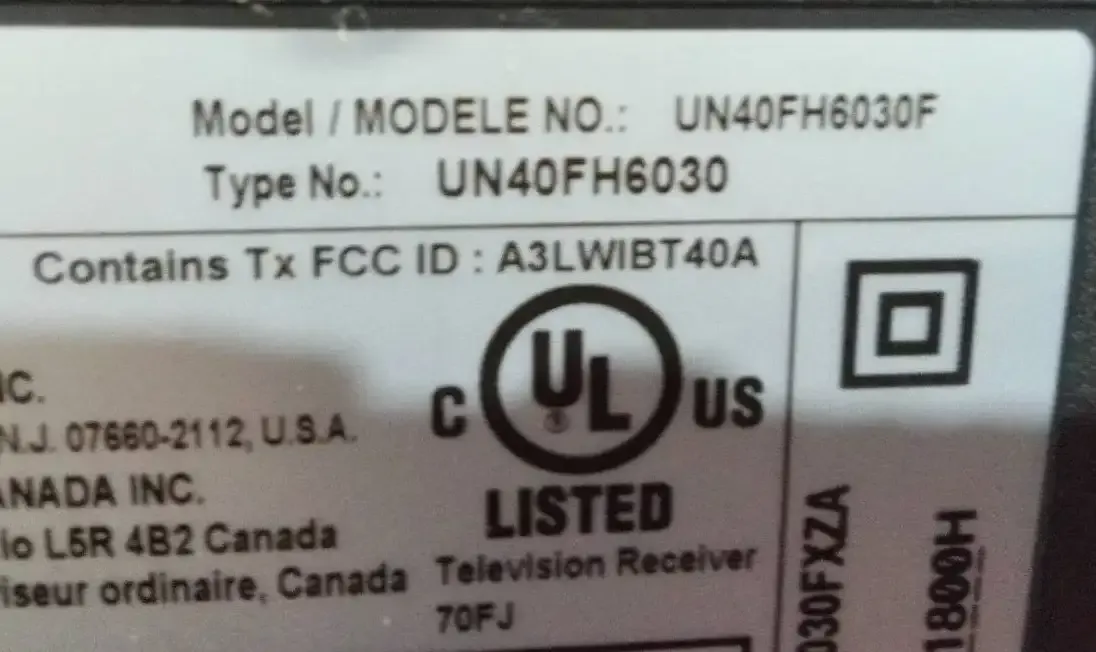 Model / MODELE NO.: UN40FH6030F
Type No.: UN40FH6030
Contains Tx FCC ID : A3LWIBT40A
C UL ® US
LISTED
Television Receiver
70FJ
NC.
N.J. 07660-2112, U.S.A.
ANADA INC.
io L5R 4B2 Canada
iseur ordinaire, Canada
030FXZA
1800H